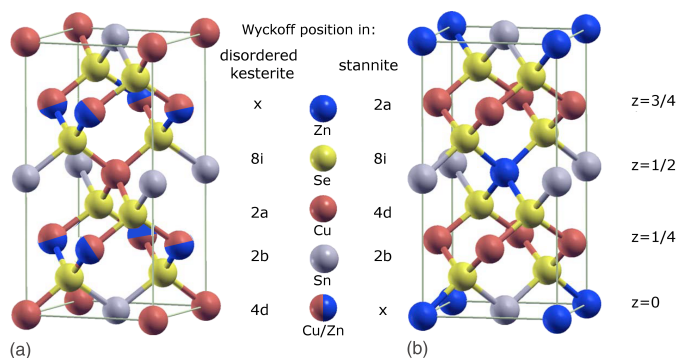 Wyckoff position in:
disordered
kesterite
stannite
x
2a
z=3/4
Zn
8i
8i
z=1/2
Se
2a
4d
z=1/4
Cu
2b
2b
Sn
4d
x
z=0
Cu/Zn
(a)
(b)